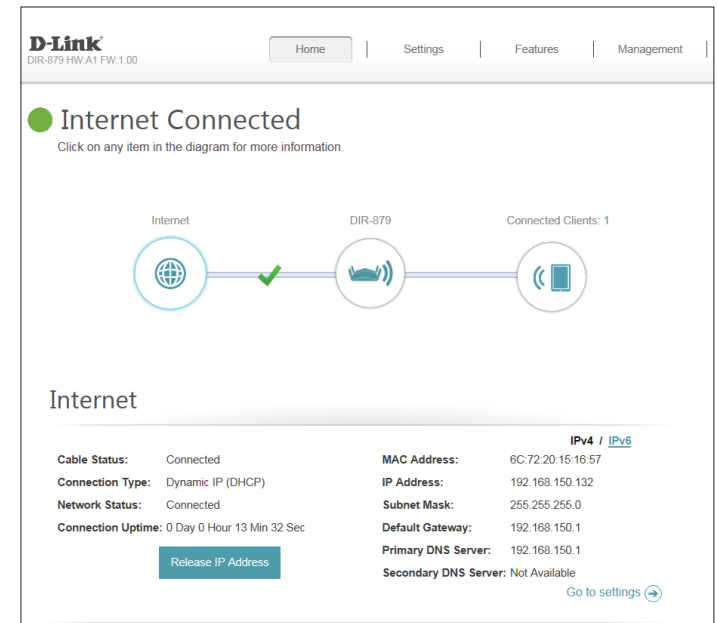 D-Link
DIR-879 HW:A1 FW:1.00
Home
Settings
Features
Management
Internet Connected
Click on any item in the diagram for more information.
Internet
DIR-879
Connected Clients: 1
Internet
IPv4 / IPv6
Cable Status: Connected
Connection Type: Dynamic IP (DHCP)
Network Status: Connected
Connection Uptime: 0 Day 0 Hour 13 Min 32 Sec
Release IP Address
MAC Address: 6C:72:20:15:16:57
IP Address: 192.168.150.132
Subnet Mask: 255.255.255.0
Default Gateway: 192.168.150.1
Primary DNS Server: 192.168.150.1
Secondary DNS Server: Not Available
Go to settings